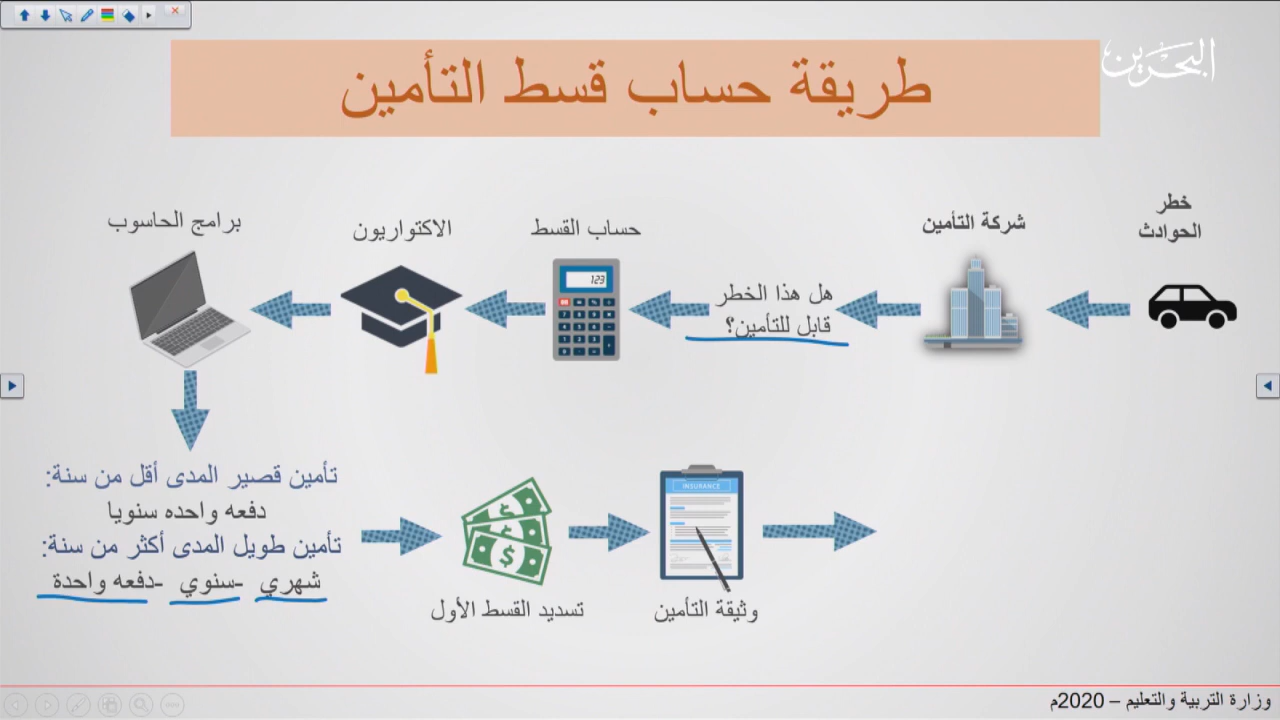 البحرين
طريقة حساب قسط التأمين
خطر
الحوادث
شركة التأمين
هل هذا الخطر
قابل للتأمين؟
حساب القسط
123
الاكتواريون
برامج الحاسوب
تأمين قصير المدى أقل من سنة:
دفعه واحده سنويا
تأمين طويل المدى أكثر من سنة:
شهري -سنوي -دفعه واحدة
تسديد القسط الأول
INSURANCE
وثيقة التأمين
وزارة التربية والتعليم – 2020م